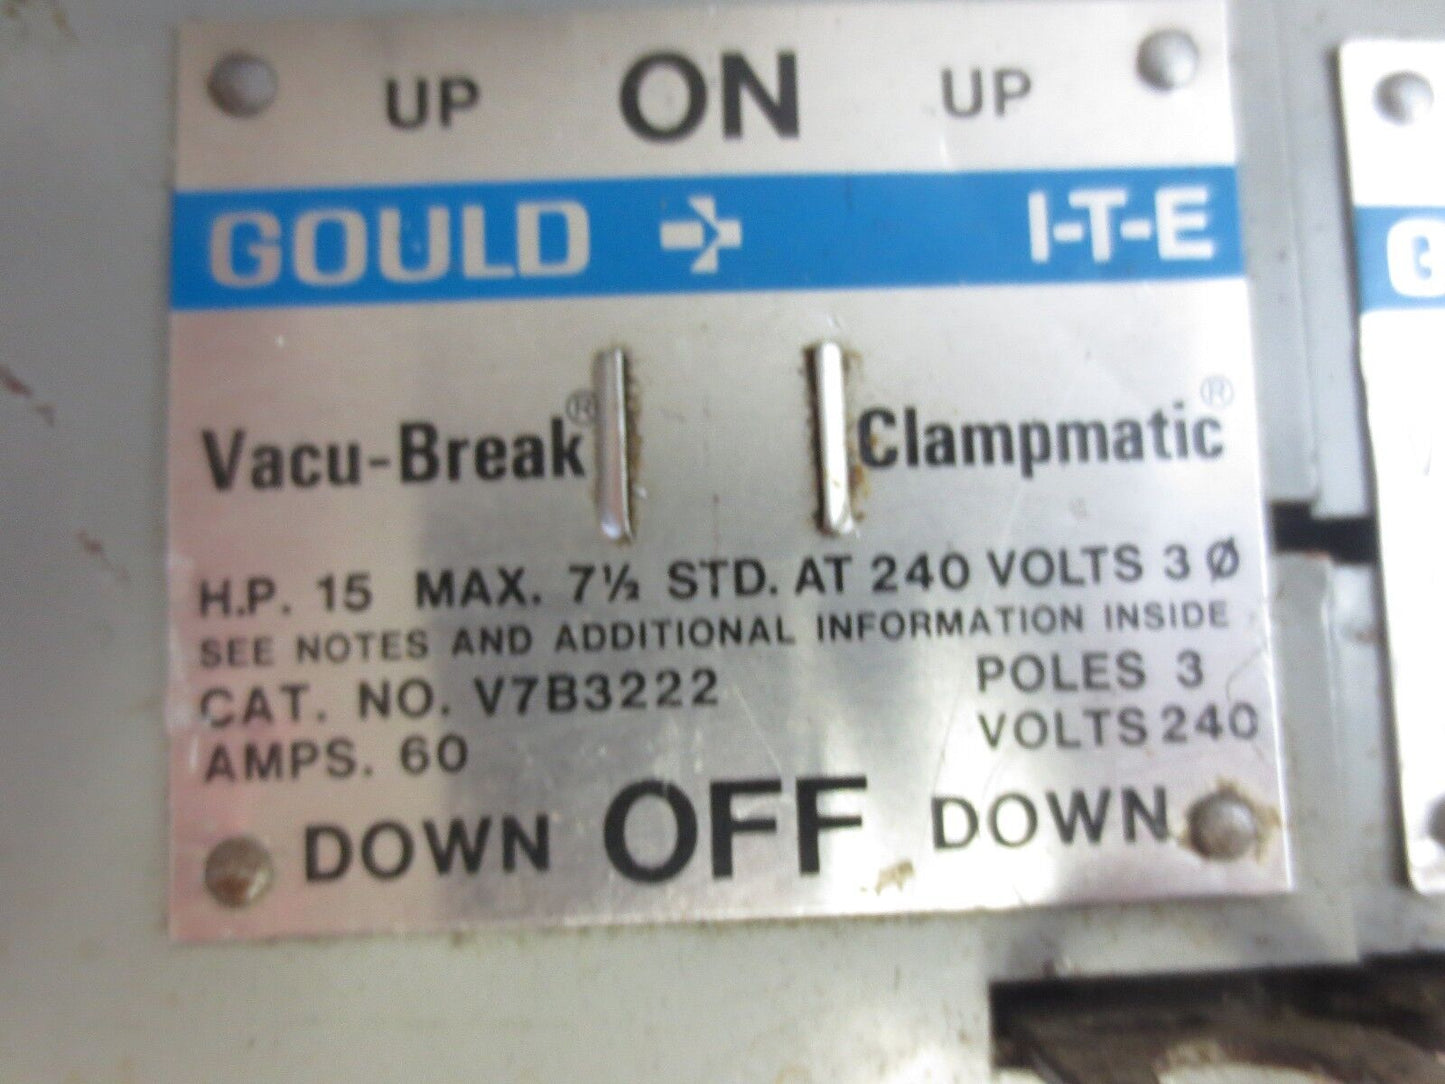 UP ON UP
GOULD I-T-E
Vacu-Break® Clampmatic®
H.P. 15 MAX. 7½ STD. AT 240 VOLTS 3 Ø
SEE NOTES AND ADDITIONAL INFORMATION INSIDE
CAT. NO. V7B3222 POLES 3
AMPS. 60 VOLTS 240
DOWN OFF DOWN